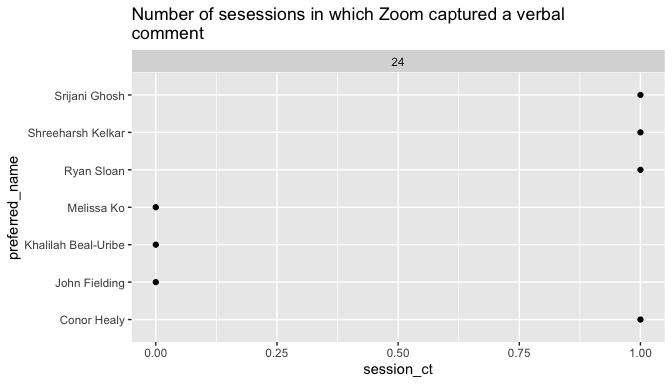 Number of sesessions in which Zoom captured a verbal
comment
24
Srijani Ghosh
Shreeharsh Kelkar
Ryan Sloan
Melissa Ko
Khalilah Beal-Uribe
John Fielding
Conor Healy
preferred_name
0.00 0.25 0.50 0.75 1.00
session_ct